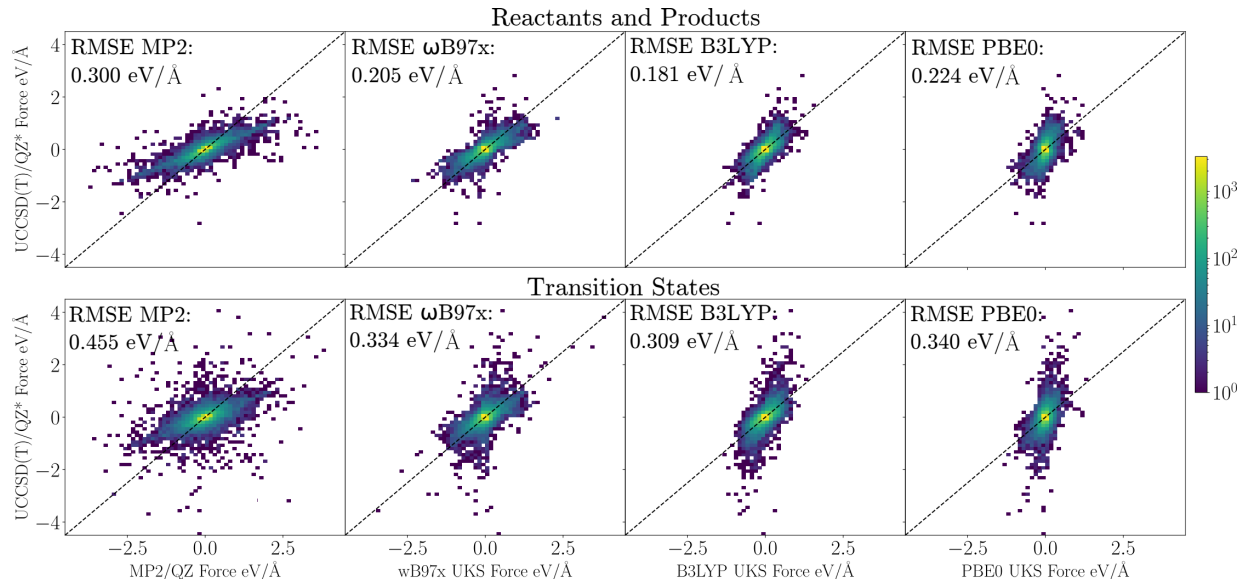 Reactants and Products
RMSE MP2:
0.300 eV/Å
RMSE ωB97x:
0.205 eV/Å
RMSE B3LYP:
0.181 eV/Å
RMSE PBE0:
0.224 eV/Å
UCCSD(T)/QZ* Force eV/Å
4
2
0
−2
−4
10³
10²
10¹
10⁰
Transition States
RMSE MP2:
0.455 eV/Å
RMSE ωB97x:
0.334 eV/Å
RMSE B3LYP:
0.309 eV/Å
RMSE PBE0:
0.340 eV/Å
UCCSD(T)/QZ* Force eV/Å
4
2
0
−2
−4
−2.5 0.0 2.5
−2.5 0.0 2.5
−2.5 0.0 2.5
−2.5 0.0 2.5
MP2/QZ Force eV/Å
wB97x UKS Force eV/Å
B3LYP UKS Force eV/Å
PBE0 UKS Force eV/Å